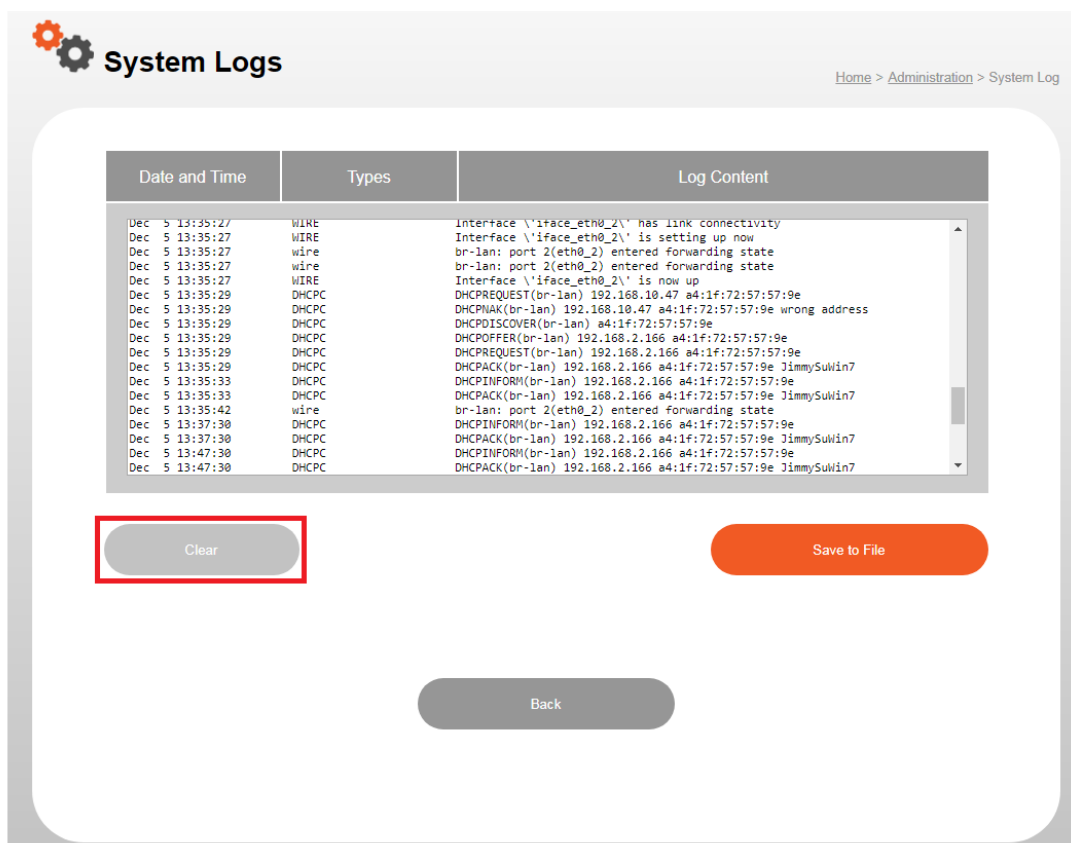 System Logs
Home > Administration > System Log
Date and Time Types Log Content
Dec 5 13:35:27 WIRE Interface \'iface_eth0_2\' has link connectivity
Dec 5 13:35:27 WIRE Interface \'iface_eth0_2\' is setting up now
Dec 5 13:35:27 wire br-lan: port 2(eth0_2) entered forwarding state
Dec 5 13:35:27 wire br-lan: port 2(eth0_2) entered forwarding state
Dec 5 13:35:27 WIRE Interface \'iface_eth0_2\' is now up
Dec 5 13:35:29 DHCPC DHCPREQUEST(br-lan) 192.168.10.47 a4:1f:72:57:57:9e
Dec 5 13:35:29 DHCPC DHCPNAK(br-lan) 192.168.10.47 a4:1f:72:57:57:9e wrong address
Dec 5 13:35:29 DHCPC DHCPDISCOVER(br-lan) a4:1f:72:57:57:9e
Dec 5 13:35:29 DHCPC DHCPOFFER(br-lan) 192.168.2.166 a4:1f:72:57:57:9e
Dec 5 13:35:29 DHCPC DHCPREQUEST(br-lan) 192.168.2.166 a4:1f:72:57:57:9e
Dec 5 13:35:29 DHCPC DHCPACK(br-lan) 192.168.2.166 a4:1f:72:57:57:9e JimmySuWin7
Dec 5 13:35:33 DHCPC DHCPINFORM(br-lan) 192.168.2.166 a4:1f:72:57:57:9e
Dec 5 13:35:33 DHCPC DHCPACK(br-lan) 192.168.2.166 a4:1f:72:57:57:9e JimmySuWin7
Dec 5 13:35:42 wire br-lan: port 2(eth0_2) entered forwarding state
Dec 5 13:37:30 DHCPC DHCPINFORM(br-lan) 192.168.2.166 a4:1f:72:57:57:9e
Dec 5 13:37:30 DHCPC DHCPACK(br-lan) 192.168.2.166 a4:1f:72:57:57:9e JimmySuWin7
Dec 5 13:47:30 DHCPC DHCPINFORM(br-lan) 192.168.2.166 a4:1f:72:57:57:9e
Dec 5 13:47:30 DHCPC DHCPACK(br-lan) 192.168.2.166 a4:1f:72:57:57:9e JimmySuWin7
Clear Save to File
Back